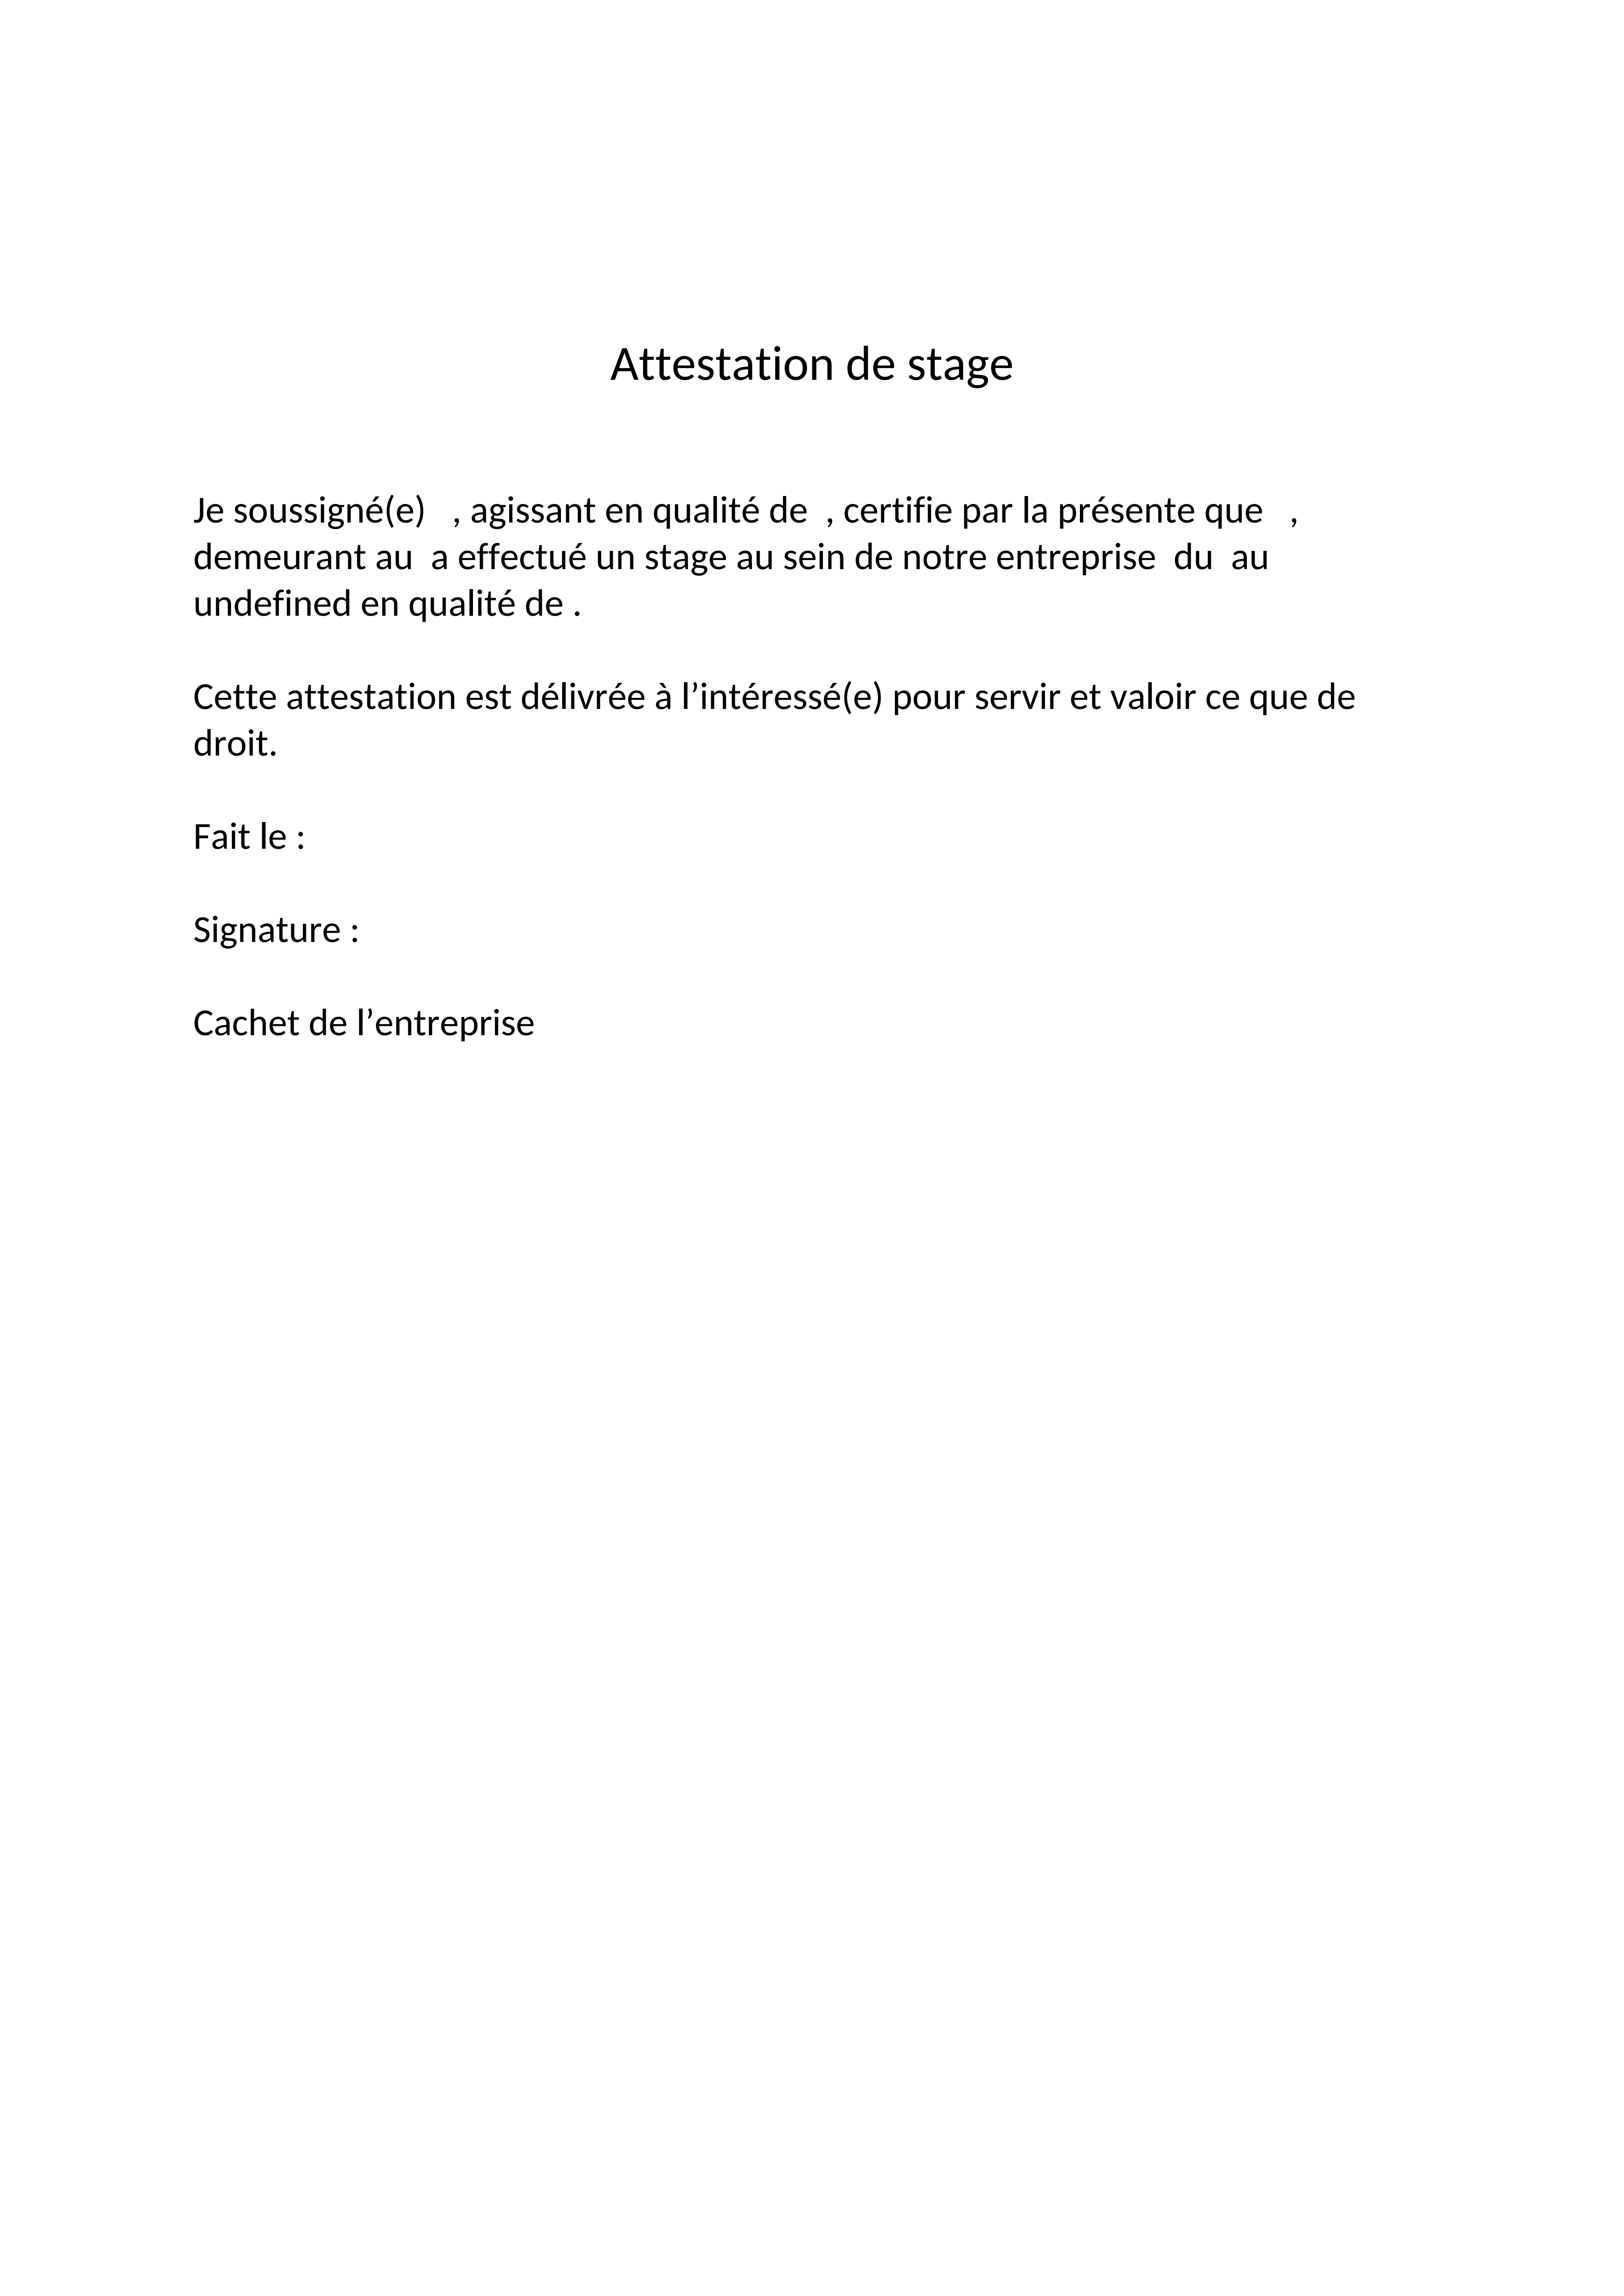 Attestation de stage
Je soussigné(e)   , agissant en qualité de  , certifie par la présente que   ,
demeurant au  a effectué un stage au sein de notre entreprise  du  au
undefined en qualité de .
Cette attestation est délivrée à l’intéressé(e) pour servir et valoir ce que de
droit.
Fait le :
Signature :
Cachet de l’entreprise